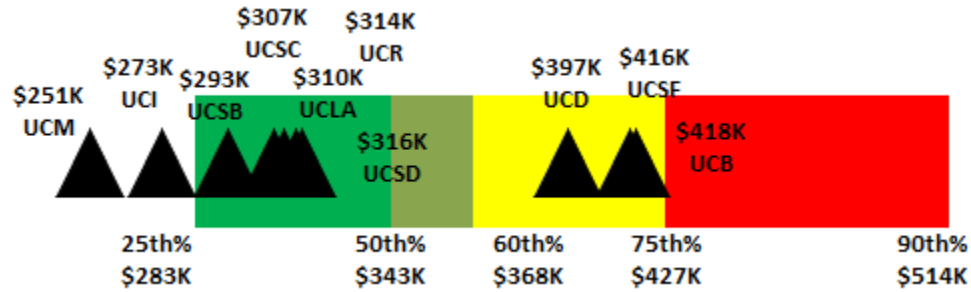 $307K
UCSC
$314K
UCR
$273K
UCI
$293K
UCSB
$310K
UCLA
$397K
UCD
$416K
UCSF
$251K
UCM
$316K
UCSD
$418K
UCB
25th%
$283K
50th%
$343K
60th%
$368K
75th%
$427K
90th%
$514K